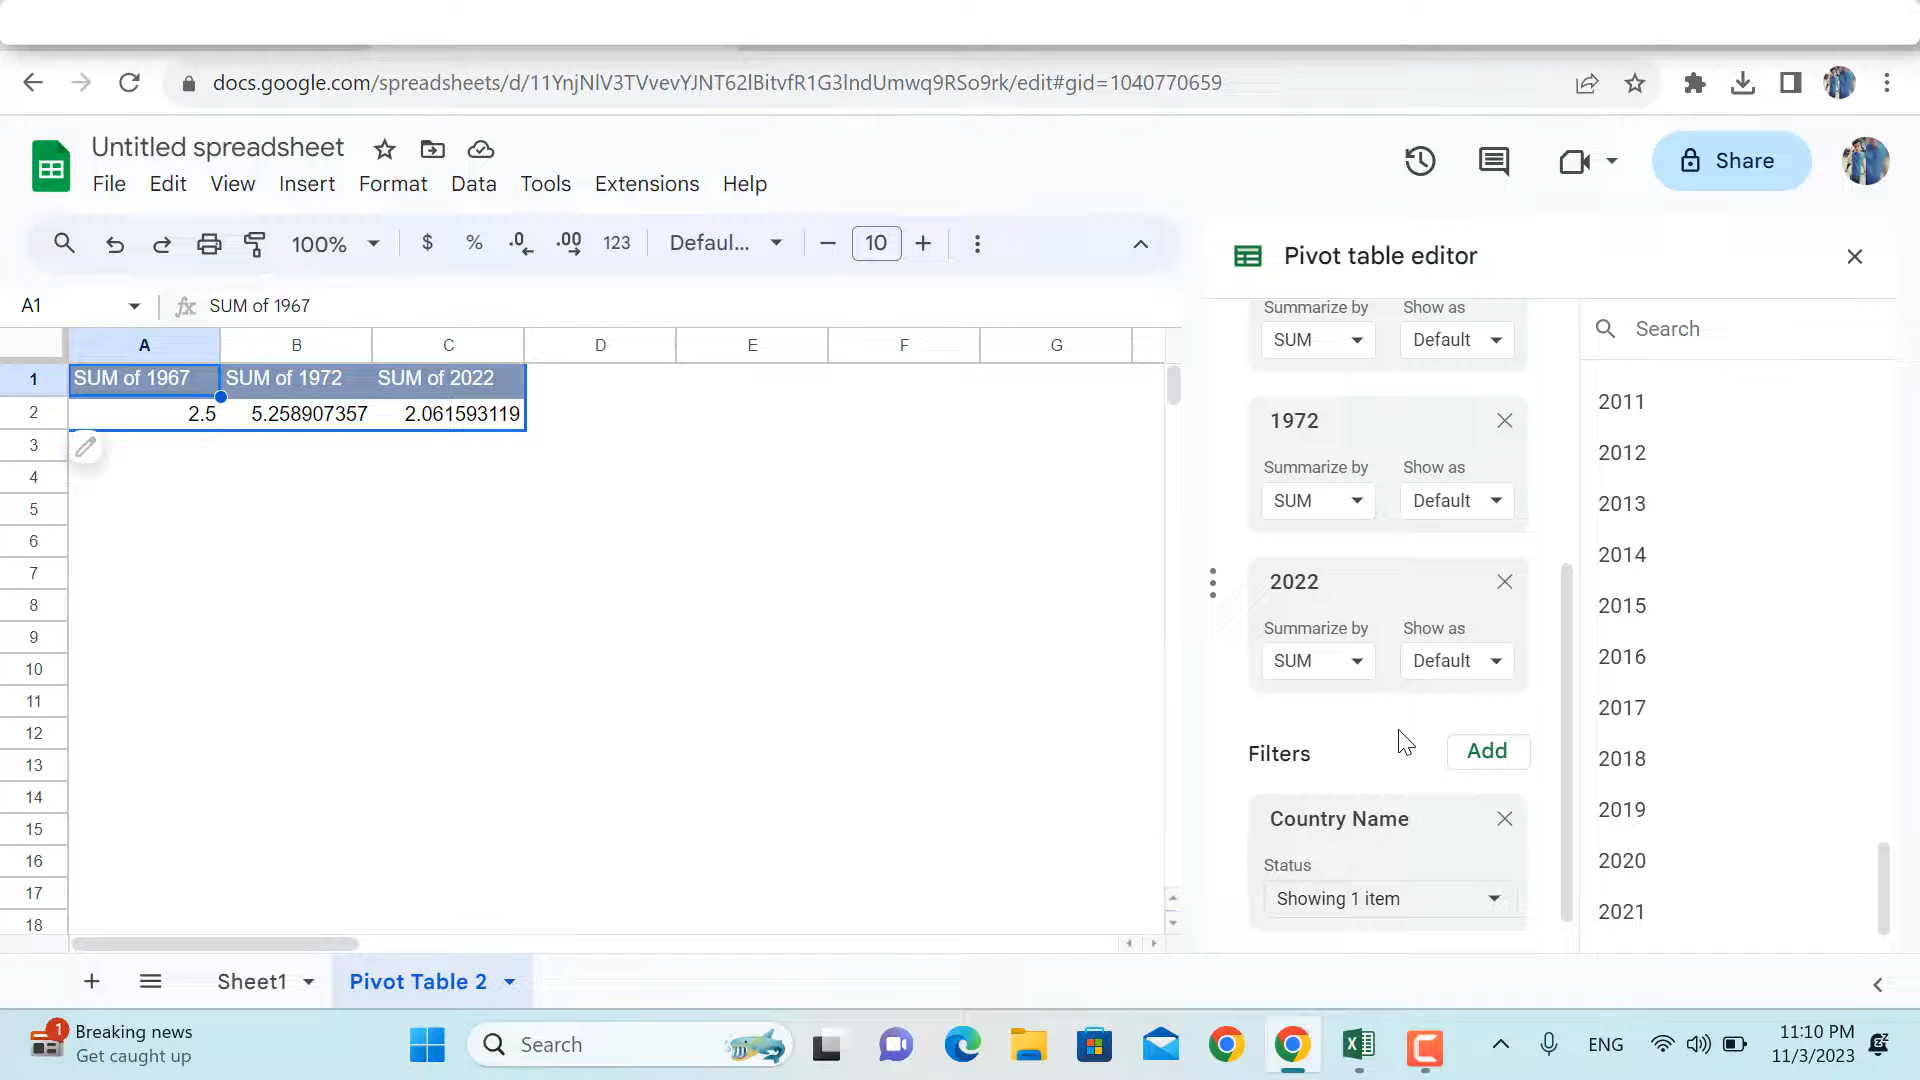 docs.google.com/spreadsheets/d/11YnjNlV3TVvevYJNT62lBitvfR1G3lndUmwq9RSo9rk/edit#gid=1040770659
Untitled spreadsheet
File Edit View Insert Format Data Tools Extensions Help
Share
100% $ % .0 .00 123 Defaul... 10
Pivot table editor
A1 fx SUM of 1967
A B C D E F G
1 SUM of 1967 SUM of 1972 SUM of 2022
2 2.5 5.258907357 2.061593119
3
4
5
6
7
8
9
10
11
12
13
14
15
16
17
18
Summarize by Show as
SUM Default
1972
Summarize by Show as
SUM Default
2022
Summarize by Show as
SUM Default
Filters Add
Country Name
Status
Showing 1 item
Search
2011
2012
2013
2014
2015
2016
2017
2018
2019
2020
2021
Sheet1 Pivot Table 2
1 Breaking news
Get caught up
Search
ENG
11:10 PM
11/3/2023